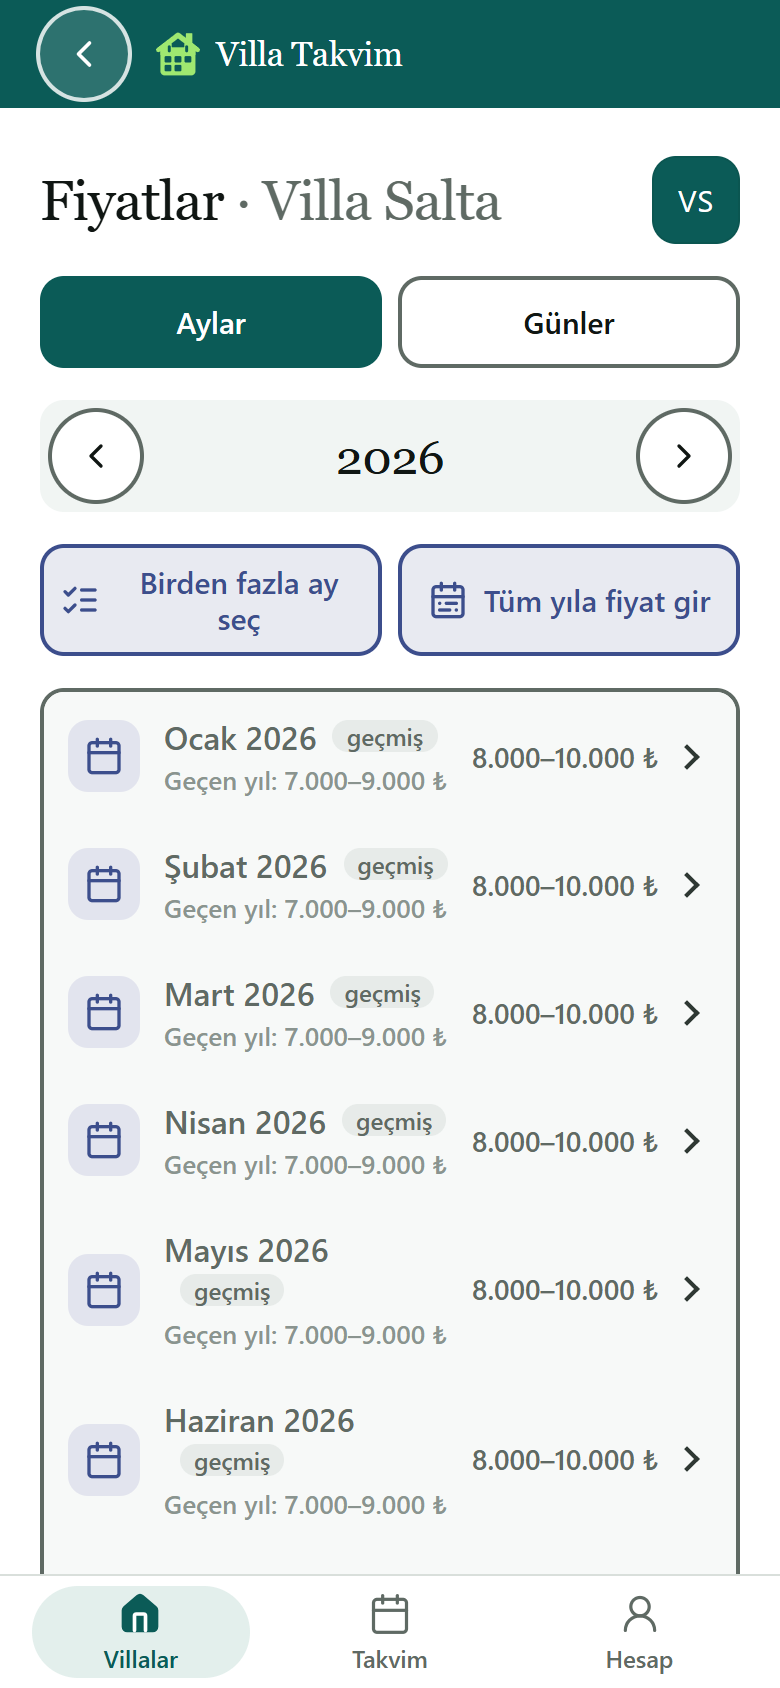 Villa Takvim
Fiyatlar · Villa Salta
VS
Aylar
Günler
2026
Birden fazla ay
seç
Tüm yıla fiyat gir
Ocak 2026 geçmiş
Geçen yıl: 7.000–9.000 ₺
8.000–10.000 ₺
Şubat 2026 geçmiş
Geçen yıl: 7.000–9.000 ₺
8.000–10.000 ₺
Mart 2026 geçmiş
Geçen yıl: 7.000–9.000 ₺
8.000–10.000 ₺
Nisan 2026 geçmiş
Geçen yıl: 7.000–9.000 ₺
8.000–10.000 ₺
Mayıs 2026
geçmiş
Geçen yıl: 7.000–9.000 ₺
8.000–10.000 ₺
Haziran 2026
geçmiş
Geçen yıl: 7.000–9.000 ₺
8.000–10.000 ₺
Villalar
Takvim
Hesap